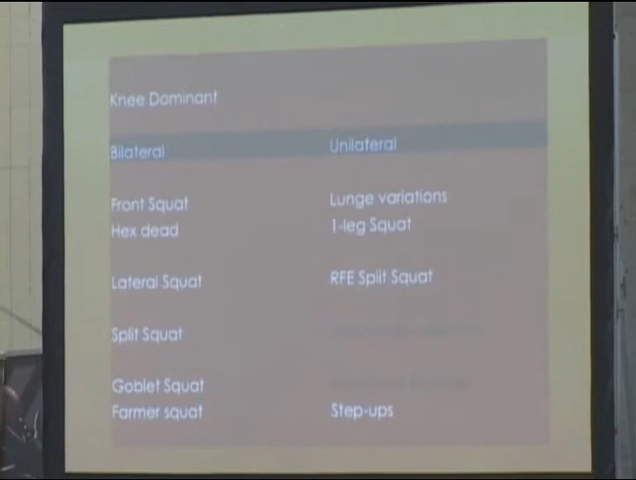 Knee Dominant
Bilateral Unilateral
Front Squat Lunge variations
Hex dead 1-leg Squat
Lateral Squat RFE Split Squat
Split Squat
Goblet Squat
Farmer squat Step-ups